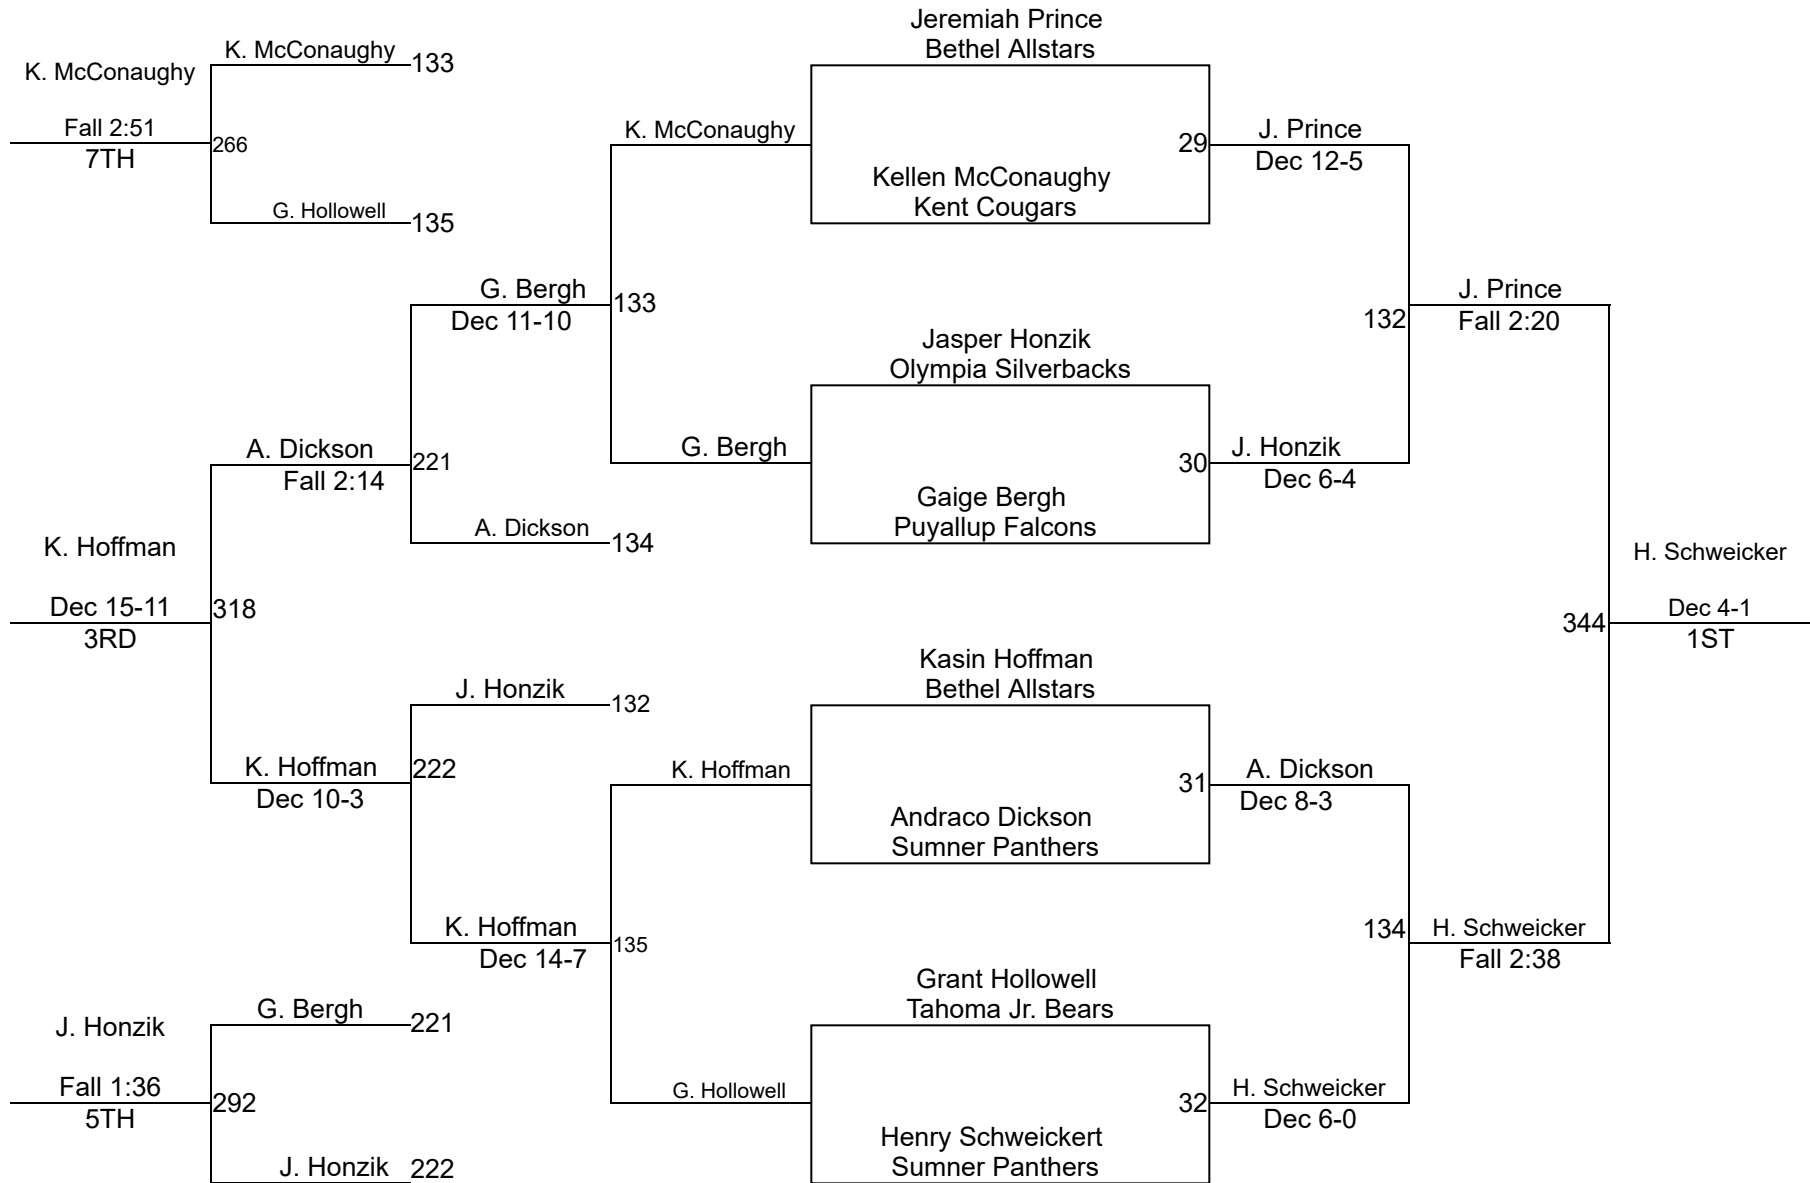 Jeremiah Prince
Bethel Allstars
K. McConaughy
133
K. McConaughy
Fall 2:51
7TH
266
G. Hollowell
135
K. McConaughy
29
J. Prince
Dec 12-5
Kellen McConaughy
Kent Cougars
G. Bergh
Dec 11-10
133
132
J. Prince
Fall 2:20
Jasper Honzik
Olympia Silverbacks
A. Dickson
Fall 2:14
221
G. Bergh
30
J. Honzik
Dec 6-4
Gaige Bergh
Puyallup Falcons
A. Dickson
134
K. Hoffman
Dec 15-11
3RD
318
H. Schweicker
Dec 4-1
1ST
344
Kasin Hoffman
Bethel Allstars
J. Honzik
132
K. Hoffman
Dec 10-3
222
K. Hoffman
31
A. Dickson
Dec 8-3
Andraco Dickson
Sumner Panthers
K. Hoffman
Dec 14-7
135
134
H. Schweicker
Fall 2:38
Grant Hollowell
Tahoma Jr. Bears
G. Bergh
221
J. Honzik
Fall 1:36
5TH
292
G. Hollowell
32
H. Schweicker
Dec 6-0
Henry Schweickert
Sumner Panthers
J. Honzik
222